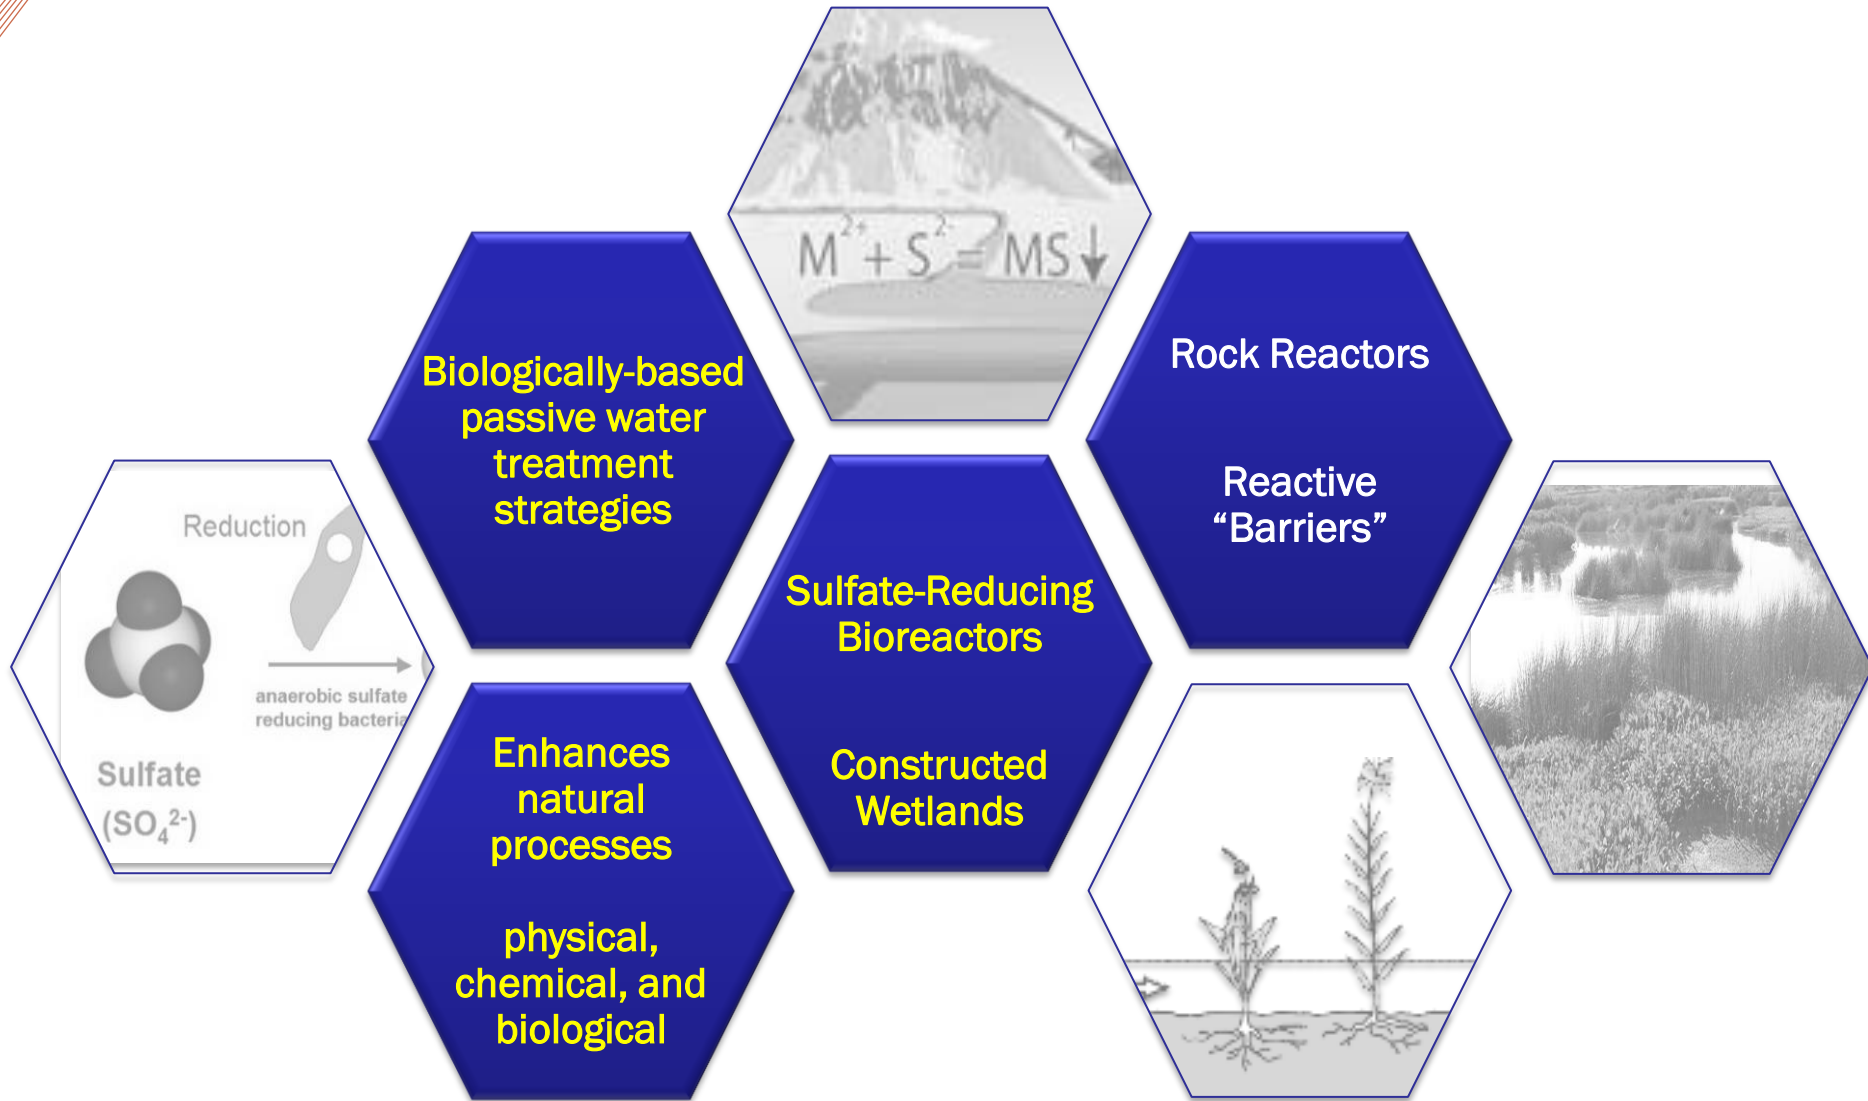 M²⁺ + S²⁻ = MS↓
Biologically-based
passive water
treatment
strategies
Rock Reactors
Reactive
“Barriers”
Reduction
anaerobic sulfate
reducing bacteria
Sulfate
(SO₄²⁻)
Sulfate-Reducing
Bioreactors
Constructed
Wetlands
Enhances
natural
processes
physical,
chemical, and
biological